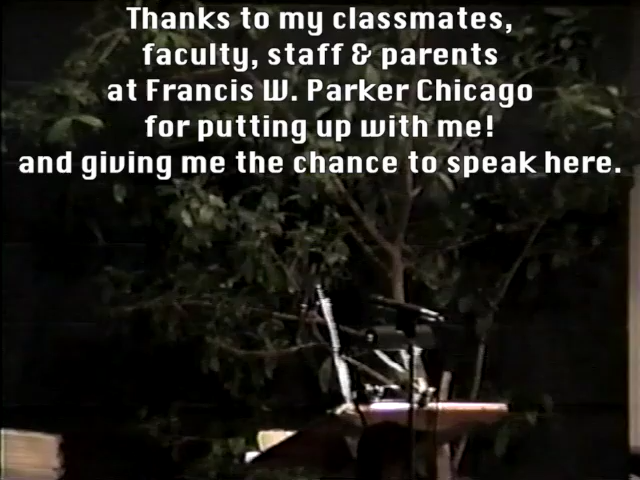 Thanks to my classmates,
faculty, staff & parents
at Francis W. Parker Chicago
for putting up with me!
and giving me the chance to speak here.